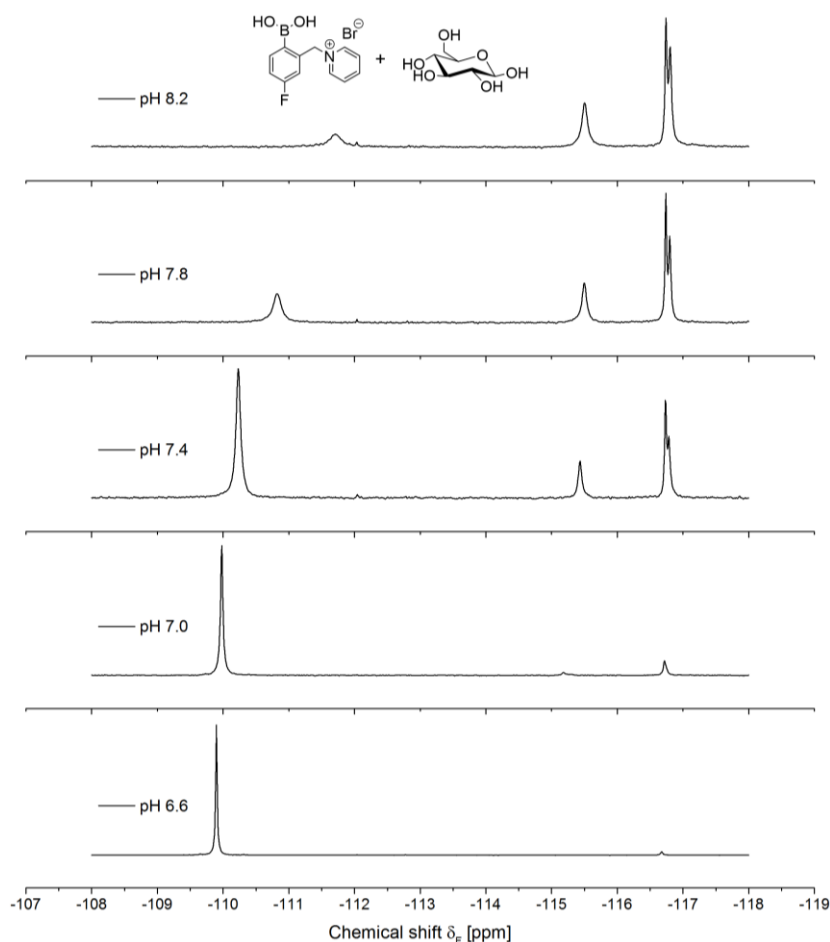 HO OH
B
Br⊖
N+
F
+
OH
O
HO
HO
OH
OH
pH 8.2
-107 -108 -109 -110 -111 -112 -113 -114 -115 -116 -117 -118 -119
pH 7.8
pH 7.4
pH 7.0
pH 6.6
Chemical shift δF [ppm]